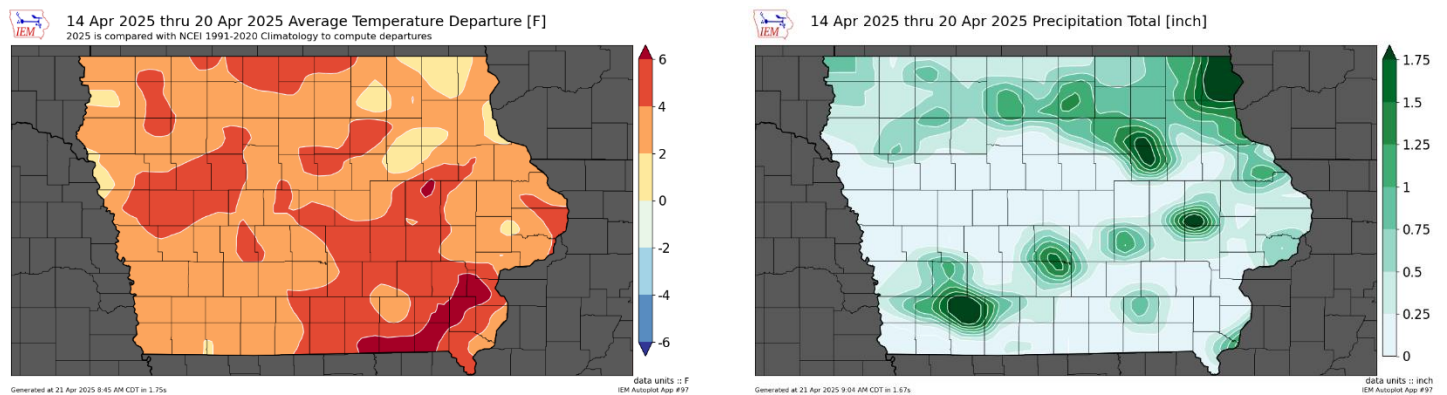 IEM
14 Apr 2025 thru 20 Apr 2025 Average Temperature Departure [F]
2025 is compared with NCEI 1991-2020 Climatology to compute departures
6
4
2
0
-2
-4
-6
data units :: F
Generated at 21 Apr 2025 8:45 AM CDT in 1.75s
IEM Autoplot App #97
IEM
14 Apr 2025 thru 20 Apr 2025 Precipitation Total [inch]
1.75
1.5
1.25
1
0.75
0.5
0.25
0
data units :: inch
Generated at 21 Apr 2025 9:04 AM CDT in 1.67s
IEM Autoplot App #97